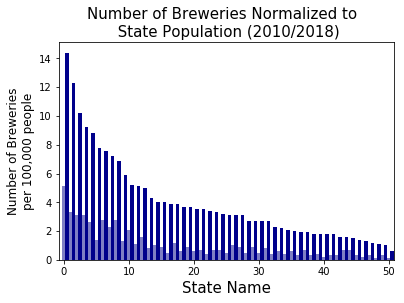 Number of Breweries Normalized to
State Population (2010/2018)
Number of Breweries
per 100,000 people
14
12
10
8
6
4
2
0
0 10 20 30 40 50
State Name